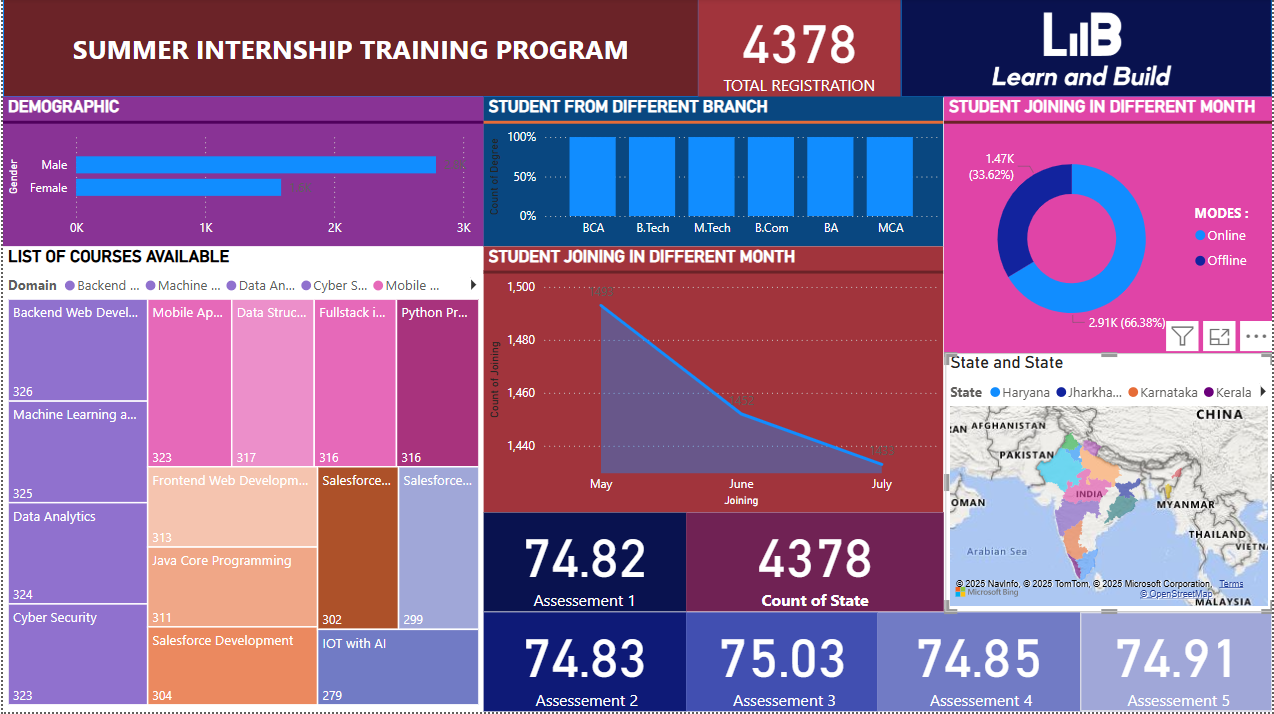 SUMMER INTERNSHIP TRAINING PROGRAM
4378
TOTAL REGISTRATION
LB
Learn and Build
DEMOGRAPHIC
Gender
Male
Female
0K
1K
2K
3K
STUDENT FROM DIFFERENT BRANCH
Count of Degree
100%
50%
0%
BCA
B.Tech
M.Tech
B.Com
BA
MCA
STUDENT JOINING IN DIFFERENT MONTH
1.47K
(33.62%)
2.91K (66.38%)
MODES :
Online
Offline
LIST OF COURSES AVAILABLE
Domain Backend ... Machine ... Data An... Cyber S... Mobile ...
Backend Web Devel...
326
Machine Learning a...
325
Data Analytics
324
Cyber Security
323
Mobile Ap...
323
Data Struc...
317
Fullstack i...
316
Python Pr...
316
Frontend Web Developm...
313
Java Core Programming
311
Salesforce Development
304
Salesforce...
302
Salesforce...
299
IOT with AI
279
STUDENT JOINING IN DIFFERENT MONTH
Count of Joining
1,500
1,480
1,460
1,440
1493
1452
May
June
July
Joining
State and State
State Haryana Jharkha... Karnataka Kerala
CHINA
AN
AFGHANISTAN
PAKISTAN
INDIA
OMAN
MYANMAR
THAILAND
VIETN
Arabian Sea
MALAYSIA
© 2025 NavInfo, © 2025 TomTom, © 2025 Microsoft Corporation, Terms
© OpenStreetMap
Microsoft Bing
74.82
Assessement 1
4378
Count of State
74.83
Assessement 2
75.03
Assessement 3
74.85
Assessement 4
74.91
Assessement 5